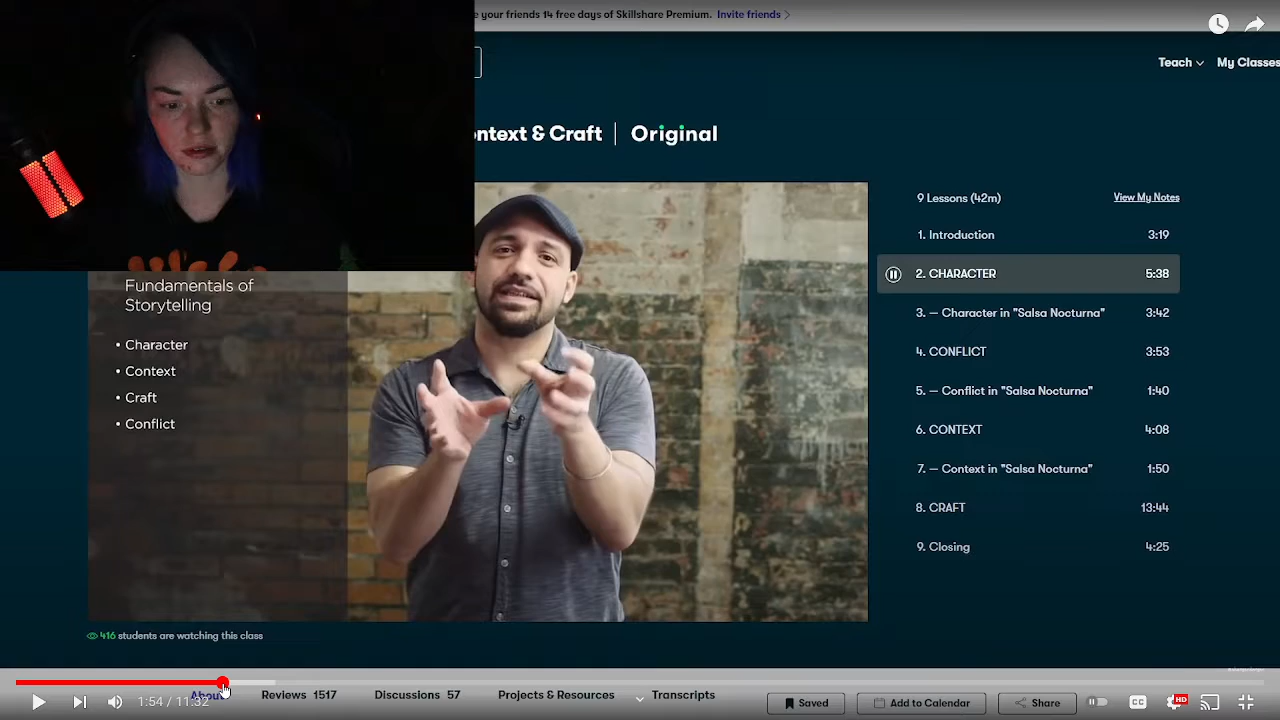 e your friends 14 free days of Skillshare Premium. Invite friends
Teach My Classes
ntext & Craft | Original
9 Lessons (42m) View My Notes
1. Introduction 3:19
2. CHARACTER 5:38
3. — Character in "Salsa Nocturna" 3:42
4. CONFLICT 3:53
5. — Conflict in "Salsa Nocturna" 1:40
6. CONTEXT 4:08
7. — Context in "Salsa Nocturna" 1:50
8. CRAFT 13:44
9. Closing 4:25
Fundamentals of
Storytelling
• Character
• Context
• Craft
• Conflict
416 students are watching this class
About Reviews 1517 Discussions 57 Projects & Resources Transcripts
Saved Add to Calendar Share
1:54 / 11:32 CC HD